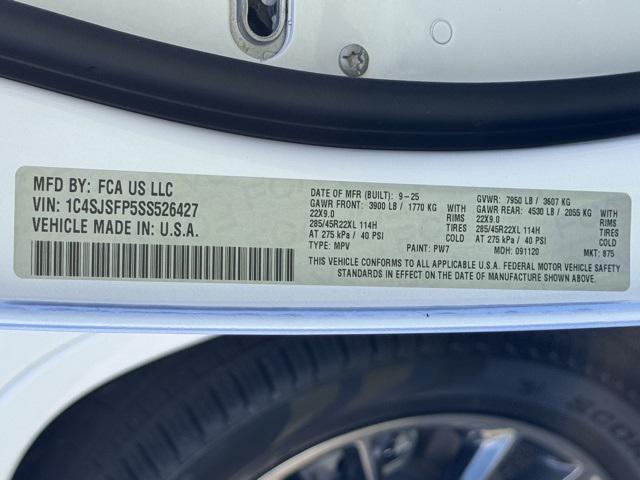 MFD BY: FCA US LLC
VIN: 1C4SJSFP5SS526427
VEHICLE MADE IN: U.S.A.
DATE OF MFR (BUILT): 9-25
GAWR FRONT: 3900 LB / 1770 KG WITH
22X9.0 RIMS
285/45R22XL 114H TIRES
AT 275 kPa / 40 PSI COLD
TYPE: MPV PAINT: PW7
GVWR: 7950 LB / 3607 KG
GAWR REAR: 4530 LB / 2055 KG WITH
22X9.0 RIMS
285/45R22XL 114H TIRES
AT 275 kPa / 40 PSI COLD
MDH: 091120 MKT: 875
THIS VEHICLE CONFORMS TO ALL APPLICABLE U.S.A. FEDERAL MOTOR VEHICLE SAFETY
STANDARDS IN EFFECT ON THE DATE OF MANUFACTURE SHOWN ABOVE.